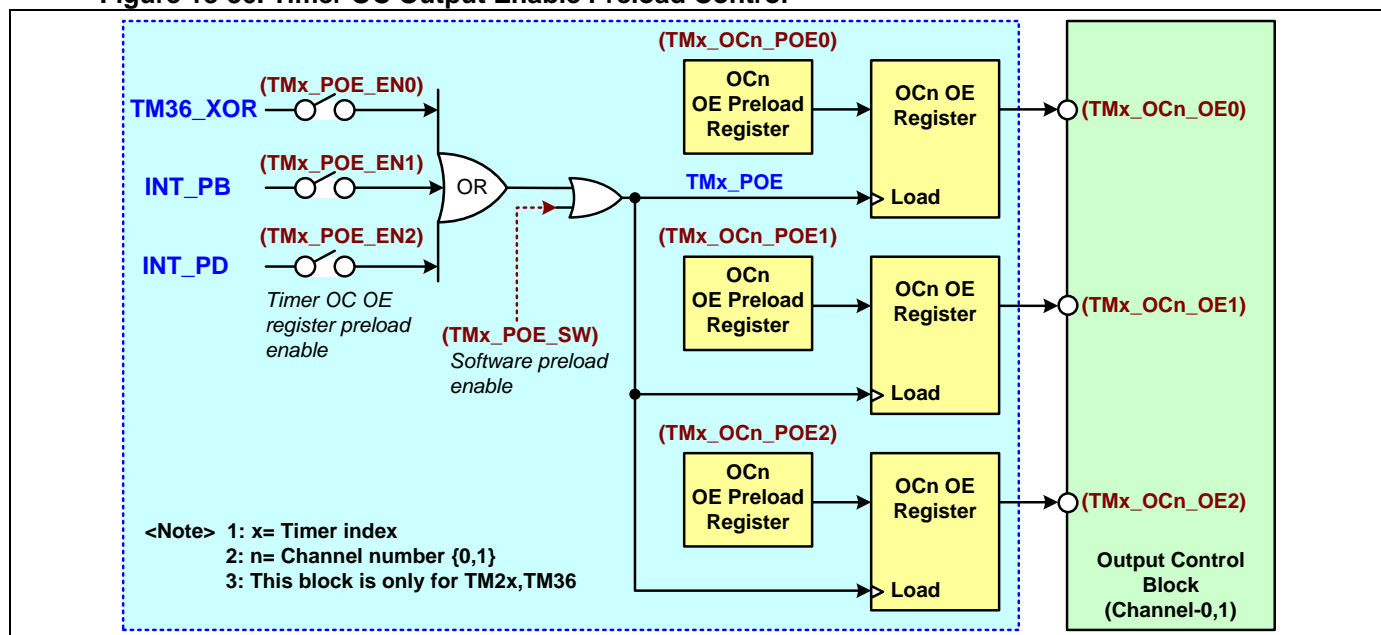 TM36_XOR
(TMx_POE_EN0)
INT_PB
(TMx_POE_EN1)
INT_PD
(TMx_POE_EN2)
Timer OC OE
register preload
enable
OR
(TMx_POE_SW)
Software preload
enable
TMx_POE
(TMx_OCn_POE0)
OCn
OE Preload
Register
OCn OE
Register
Load
(TMx_OCn_OE0)
(TMx_OCn_POE1)
OCn
OE Preload
Register
OCn OE
Register
Load
(TMx_OCn_OE1)
(TMx_OCn_POE2)
OCn
OE Preload
Register
OCn OE
Register
Load
(TMx_OCn_OE2)
Output Control
Block
(Channel-0,1)
<Note> 1: x= Timer index
2: n= Channel number {0,1}
3: This block is only for TM2x,TM36